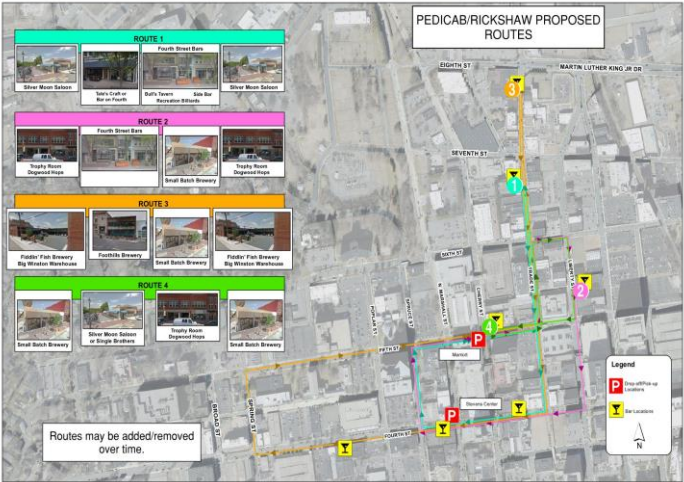 PEDICAB/RICKSHAW PROPOSED
ROUTES
ROUTE 1
Fourth Street Bars
Silver Moon Saloon
Tate's Craft or
Bar on Fourth
Bull's Tavern Side Bar
Recreation Billiards
Silver Moon Saloon
ROUTE 2
Fourth Street Bars
Trophy Room
Dogwood Hops
Small Batch Brewery
Trophy Room
Dogwood Hops
ROUTE 3
Fiddlin' Fish Brewery
Big Winston Warehouse
Foothills Brewery
Small Batch Brewery
Fiddlin' Fish Brewery
Big Winston Warehouse
ROUTE 4
Small Batch Brewery
Silver Moon Saloon
or Single Brothers
Trophy Room
Dogwood Hops
Small Batch Brewery
EIGHTH ST
MARTIN LUTHER KING JR DR
3
SEVENTH ST
1
SIXTH ST
TRADE ST
LIBERTY ST
2
POPLAR ST
SPRUCE ST
N MARSHALL ST
CHERRY ST
4
P
FIFTH ST
Marriott
Stevens Center
P
BROAD ST
SPRING ST
FOURTH ST
Legend
P
Drop-off/Pick-up
Locations
Bar Locations
N
Routes may be added/removed
over time.